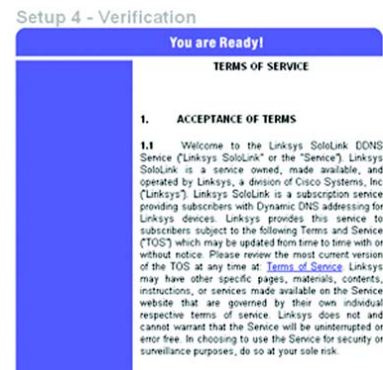 Setup 4 - Verification
You are Ready!
TERMS OF SERVICE
1. ACCEPTANCE OF TERMS
1.1 Welcome to the Linksys SoloLink DDNS
Service ("Linksys SoloLink" or the "Service"). Linksys
SoloLink is a service owned, made available, and
operated by Linksys, a division of Cisco Systems, Inc
("Linksys"). Linksys SoloLink is a subscription service
providing subscribers with Dynamic DNS addressing for
Linksys devices. Linksys provides this service to
subscribers subject to the following Terms and Service
("TOS") which may be updated from time to time with or
without notice. Please review the most current version
of the TOS at any time at: Terms of Service. Linksys
may have other specific pages, materials, contents,
instructions, or services made available on the Service
website that are governed by their own individual
respective terms of service. Linksys does not and
cannot warrant that the Service will be uninterrupted or
error free. In choosing to use the Service for security or
surveillance purposes, do so at your sole risk.